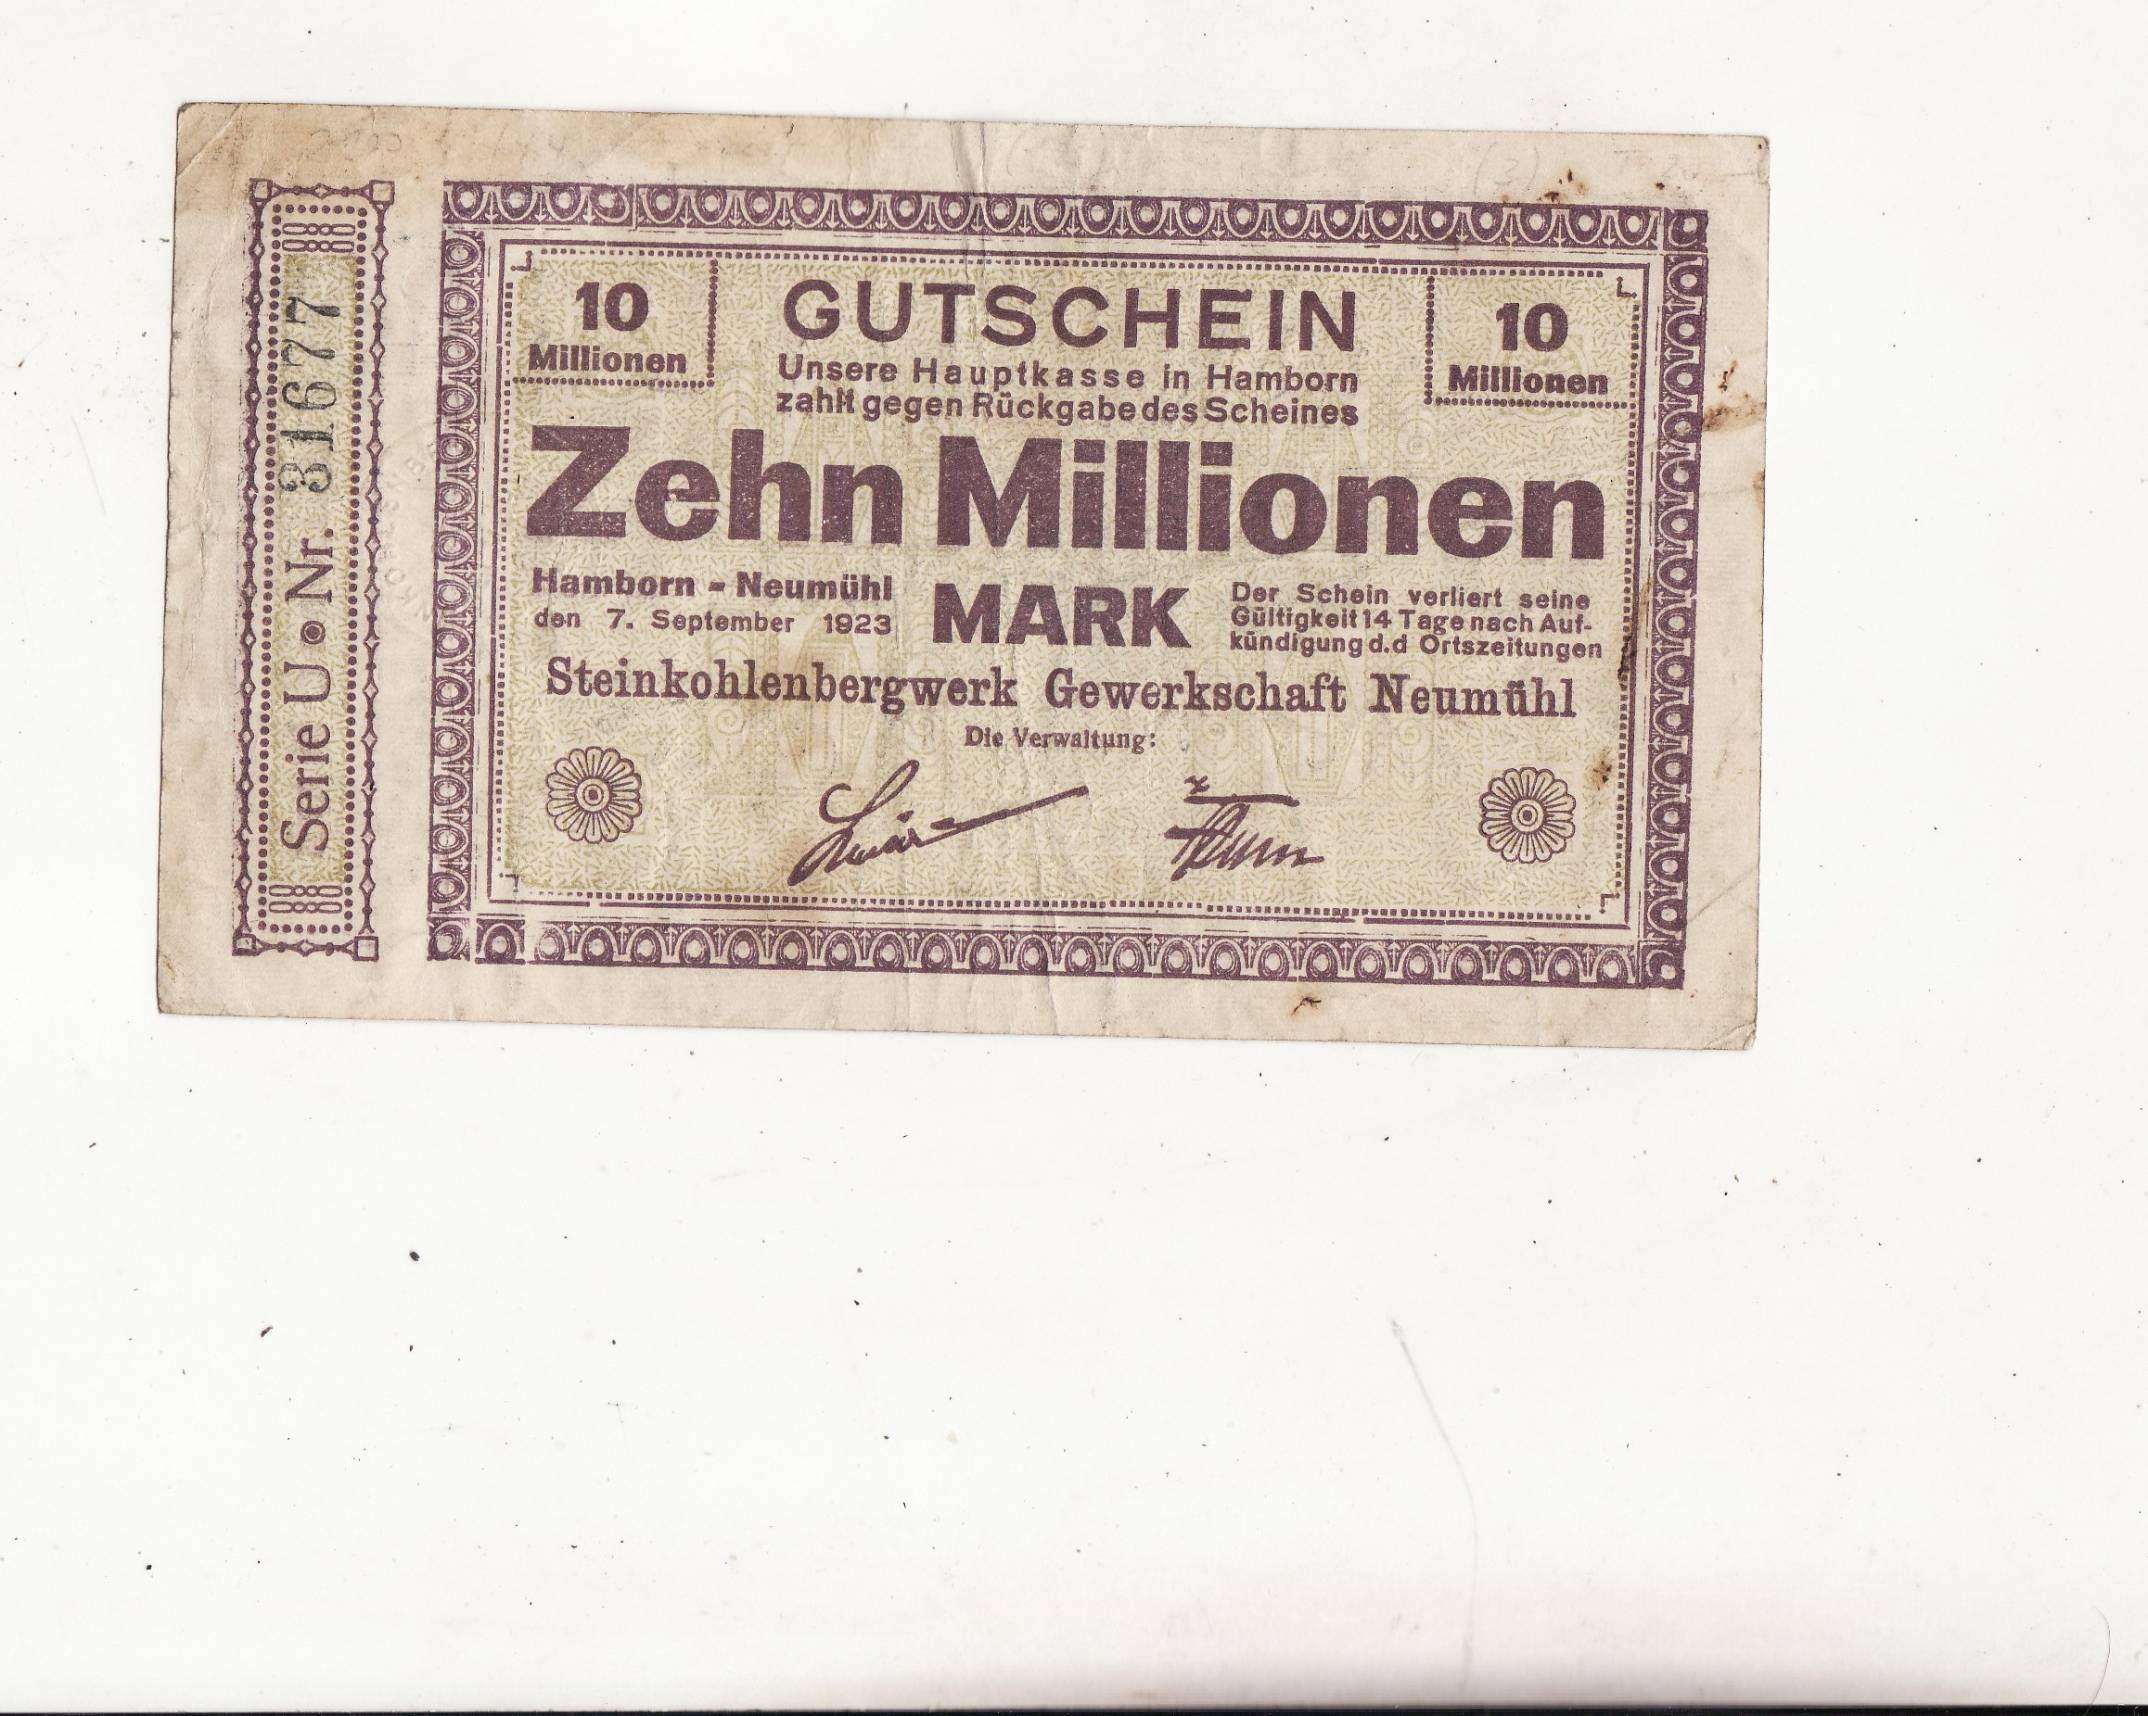 Serie U • Nr. 31677
10
Millionen
GUTSCHEIN
Unsere Hauptkasse in Hamborn
zahlt gegen Rückgabe des Scheines
10
Millionen
Zehn Millionen
MARK
Hamborn - Neumühl
den 7. September 1923
Der Schein verliert seine
Gültigkeit 14 Tage nach Auf-
kündigung d.d Ortszeitungen
Steinkohlenbergwerk Gewerkschaft Neumühl
Die Verwaltung: